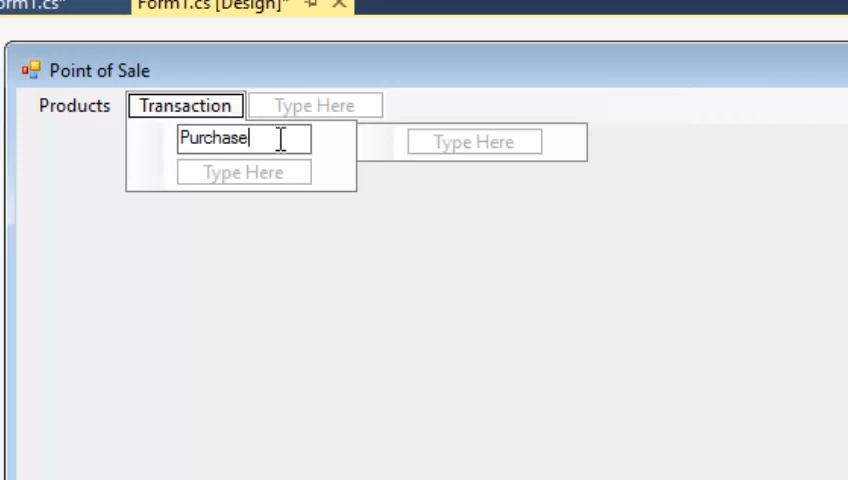 orm1.cs*
Form1.cs [Design]*
Point of Sale
Products Transaction Type Here
Purchase Type Here
Type Here